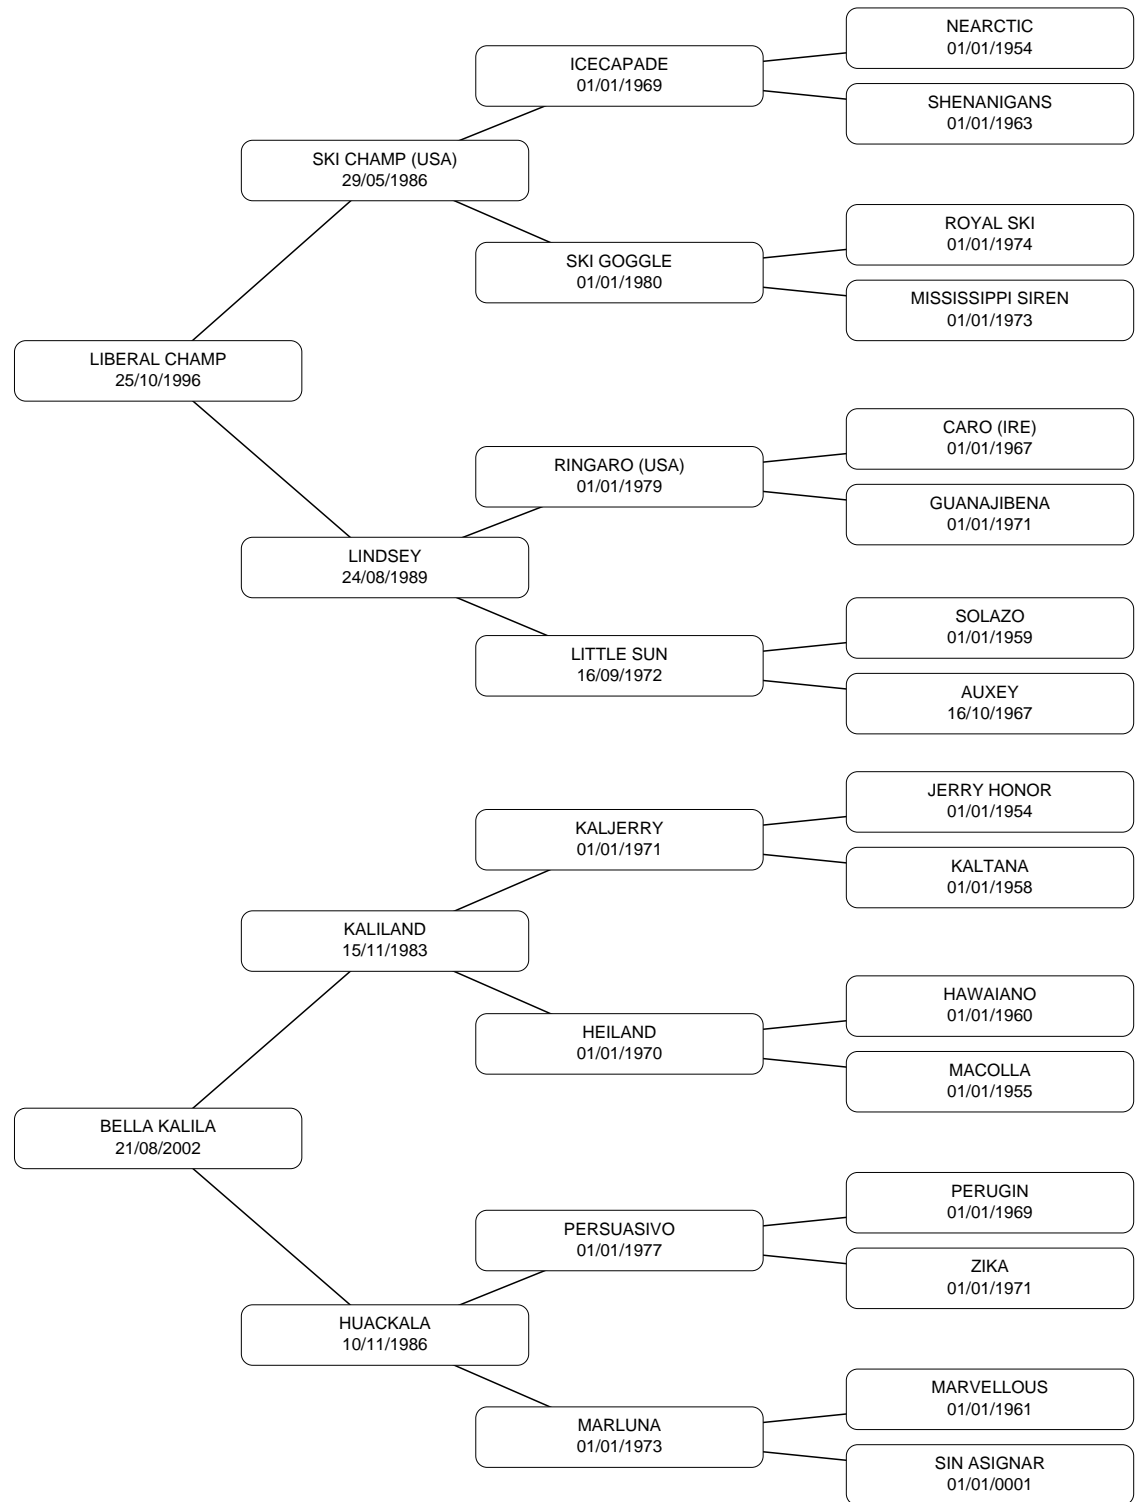 NEARCTIC
01/01/1954
ICECAPADE
01/01/1969
SHENANIGANS
01/01/1963
SKI CHAMP (USA)
29/05/1986
ROYAL SKI
01/01/1974
SKI GOGGLE
01/01/1980
MISSISSIPPI SIREN
01/01/1973
LIBERAL CHAMP
25/10/1996
CARO (IRE)
01/01/1967
RINGARO (USA)
01/01/1979
GUANAJIBENA
01/01/1971
LINDSEY
24/08/1989
SOLAZO
01/01/1959
LITTLE SUN
16/09/1972
AUXEY
16/10/1967
JERRY HONOR
01/01/1954
KALJERRY
01/01/1971
KALTANA
01/01/1958
KALILAND
15/11/1983
HAWAIANO
01/01/1960
HEILAND
01/01/1970
MACOLLA
01/01/1955
BELLA KALILA
21/08/2002
PERUGIN
01/01/1969
PERSUASIVO
01/01/1977
ZIKA
01/01/1971
HUACKALA
10/11/1986
MARVELLOUS
01/01/1961
MARLUNA
01/01/1973
SIN ASIGNAR
01/01/0001